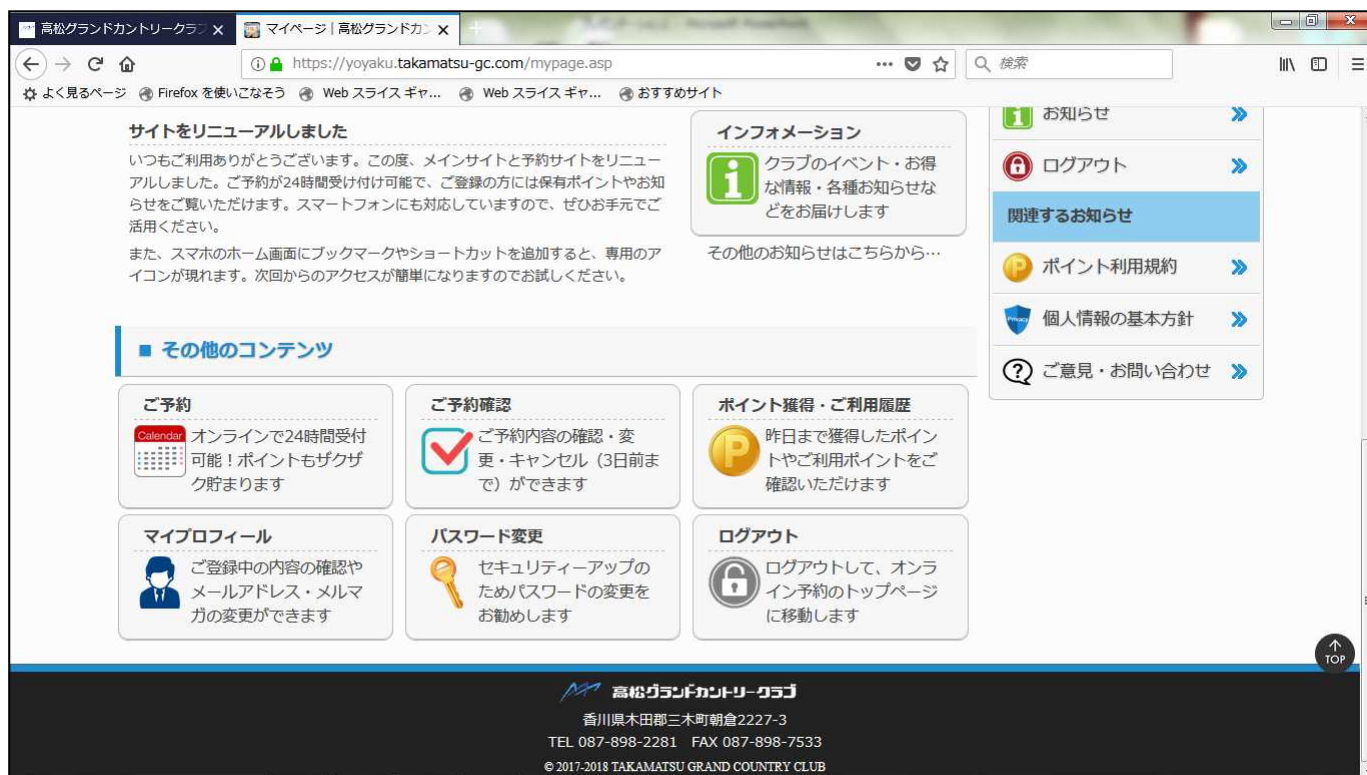 高松グランドカントリークラブ
マイページ | 高松グランドカン
https://yoyaku.takamatsu-gc.com/mypage.asp
検索
よく見るページ Firefox を使いこなそう Web スライス ギャ... Web スライス ギャ... おすすめサイト
サイトをリニューアルしました
いつもご利用ありがとうございます。この度、メインサイトと予約サイトをリニュー
アルしました。ご予約が24時間受け付け可能で、ご登録の方には保有ポイントやお知
らせをご覧いただけます。スマートフォンにも対応していますので、ぜひお手元でご
活用ください。
また、スマホのホーム画面にブックマークやショートカットを追加すると、専用のア
イコンが現れます。次回からのアクセスが簡単になりますのでお試しください。
インフォメーション
クラブのイベント・お得
な情報・各種お知らせな
どをお届けします
その他のお知らせはこちらから…
お知らせ
ログアウト
関連するお知らせ
ポイント利用規約
Privacy
個人情報の基本方針
ご意見・お問い合わせ
その他のコンテンツ
ご予約
Calendar
オンラインで24時間受付
可能！ポイントもザクザ
ク貯まります
ご予約確認
ご予約内容の確認・変
更・キャンセル（3日前ま
で）ができます
ポイント獲得・ご利用履歴
昨日まで獲得したポイン
トやご利用ポイントをご
確認いただけます
マイプロフィール
ご登録中の内容の確認や
メールアドレス・メルマ
ガの変更ができます
パスワード変更
セキュリティーアップの
ためパスワードの変更を
お勧めします
ログアウト
ログアウトして、オンラ
イン予約のトップページ
に移動します
TOP
高松グランドカントリークラブ
香川県木田郡三木町朝倉2227-3
TEL 087-898-2281 FAX 087-898-7533
© 2017-2018 TAKAMATSU GRAND COUNTRY CLUB